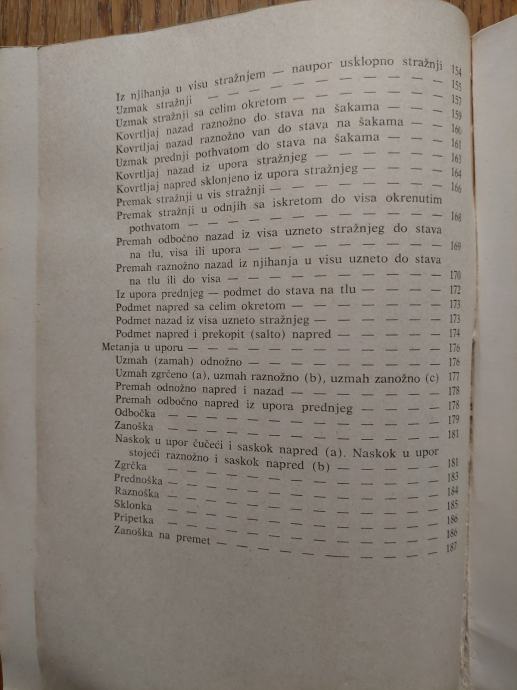 Iz njihanja u visu stražnjem — naupor usklopno stražnji 154
Uzmak stražnji — — — — — — — 155
Uzmak stražnji sa celim okretom — — — — 157
Kovrtljaj nazad raznožno do stava na šakama — — 159
Kovrtljaj nazad raznožno van do stava na šakama — — 160
Uzmak prednji pothvatom do stava na šakama — — 161
Kovrtljaj nazad iz upora stražnjeg — — — — 163
Kovrtljaj napred sklonjeno iz upora stražnjeg — — — 164
Premak stražnji u vis stražnji — — — — — 166
Premak stražnji u odnjih sa iskretom do visa okrenutim
pothvatom — — — — — — — — 168
Premah odbočno nazad iz visa uzneto stražnjeg do stava
na tlu, visa ili upora — — — — — — 169
Premah raznožno nazad iz njihanja u visu uzneto do stava
na tlu ili do visa — — — — — — — 170
Iz upora prednjeg — podmet do stava na tlu — — — 172
Podmet napred sa celim okretom — — — — — 173
Podmet nazad iz visa uzneto stražnjeg — — — — 173
Podmet napred i prekopit (salto) napred — — — — 174
Metanja u uporu — — — — — — — — 176
Uzmah (zamah) odnožno — — — — — — 176
Uzmah zgrčeno (a), uzmah raznožno (b), uzmah zanožno (c) 177
Premah odnožno napred i nazad — — — — — 178
Premah odbočno napred iz upora prednjeg — — — 178
Odbočka — — — — — — — — — 179
Zanoška — — — — — — — — — 181
Naskok u upor čučeći i saskok napred (a). Naskok u upor
stojeći raznožno i saskok napred (b) — — — — 181
Zgrčka — — — — — — — — — 183
Prednoška — — — — — — — — — 184
Raznoška — — — — — — — — — 185
Sklonka — — — — — — — — — 186
Pripetka — — — — — — — — — 186
Zanoška na premet — — — — — — — 187